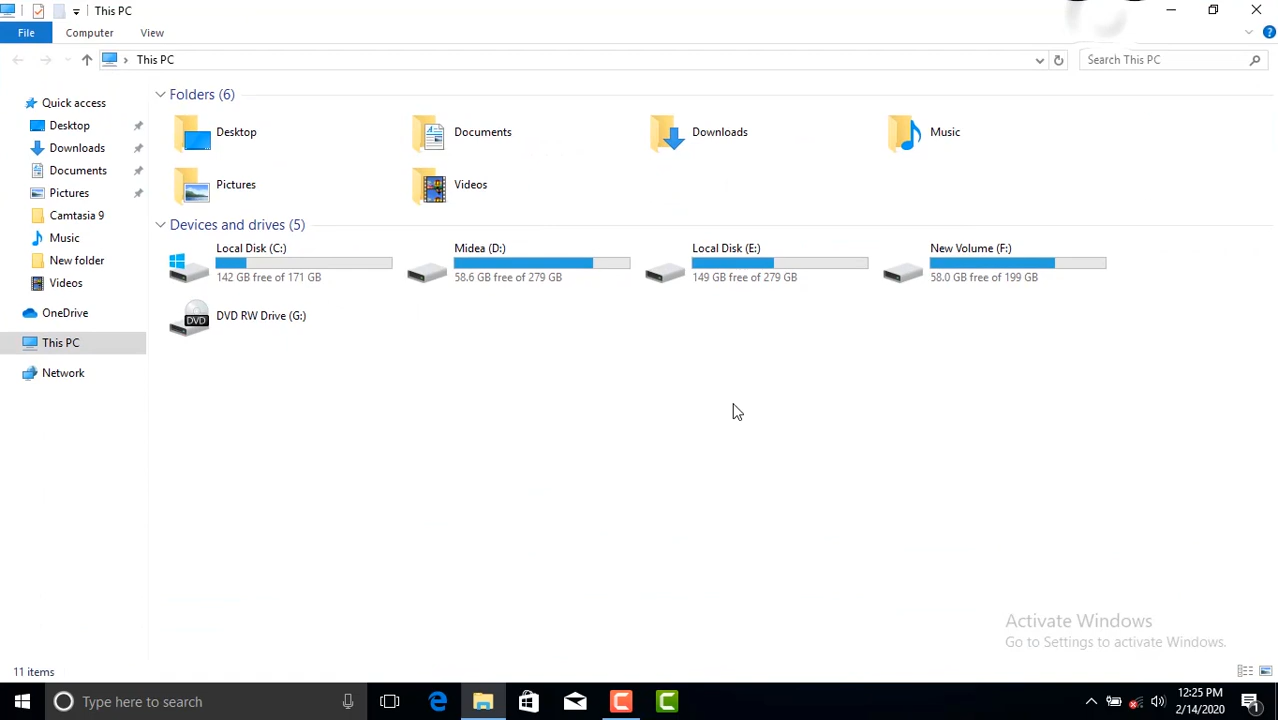 This PC
File
Computer
View
This PC
Search This PC
Quick access
Desktop
Downloads
Documents
Pictures
Camtasia 9
Music
New folder
Videos
OneDrive
This PC
Network
Folders (6)
Desktop
Documents
Downloads
Music
Pictures
Videos
Devices and drives (5)
Local Disk (C:)
142 GB free of 171 GB
Midea (D:)
58.6 GB free of 279 GB
Local Disk (E:)
149 GB free of 279 GB
New Volume (F:)
58.0 GB free of 199 GB
DVD
DVD RW Drive (G:)
Activate Windows
Go to Settings to activate Windows.
11 items
Type here to search
12:25 PM
2/14/2020
1